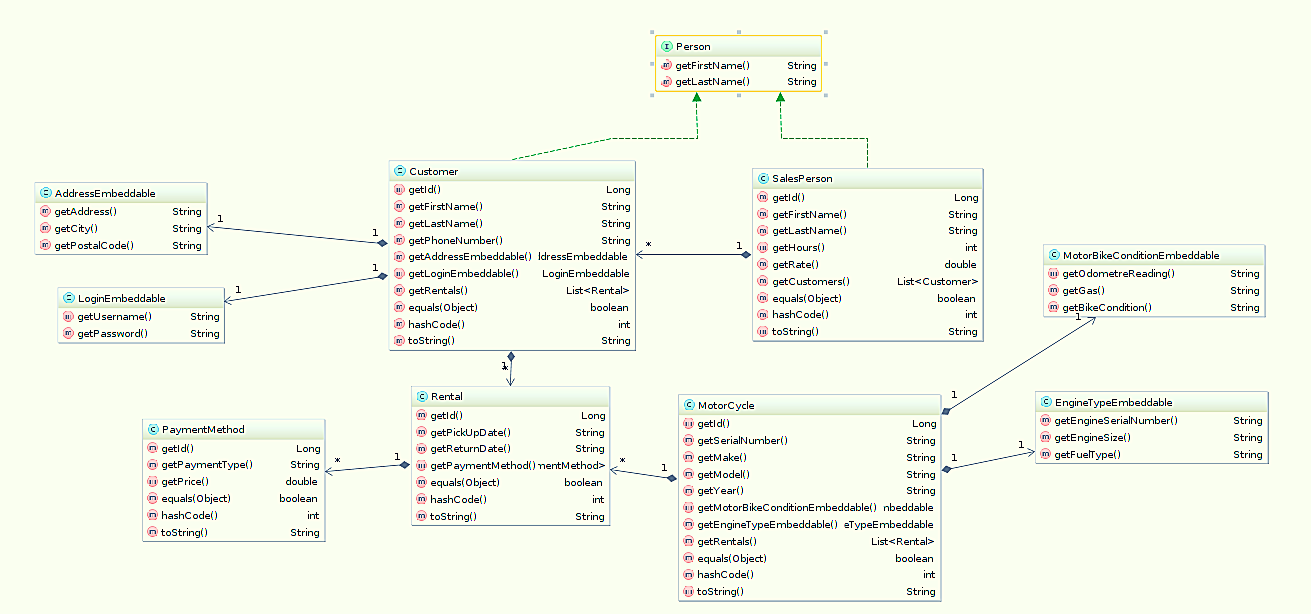 Person
getFirstName() String
getLastName() String
Customer
getId() Long
getFirstName() String
getLastName() String
getPhoneNumber() String
getAddressEmbeddable() ldressEmbeddable
getLoginEmbeddable() LoginEmbeddable
getRentals() List<Rental>
equals(Object) boolean
hashCode() int
toString() String
SalesPerson
getId() Long
getFirstName() String
getLastName() String
getHours() int
getRate() double
getCustomers() List<Customer>
equals(Object) boolean
hashCode() int
toString() String
AddressEmbeddable
getAddress() String
getCity() String
getPostalCode() String
1
1
*
1
LoginEmbeddable
getUsername() String
getPassword() String
1
1
MotorBikeConditionEmbeddable
getOdometreReading() String
getGas() String
getBikeCondition() String
1
1
1
*
Rental
getId() Long
getPickUpDate() String
getReturnDate() String
getPaymentMethod() nentMethod>
equals(Object) boolean
hashCode() int
toString() String
PaymentMethod
getId() Long
getPaymentType() String
getPrice() double
equals(Object) boolean
hashCode() int
toString() String
*
1
*
1
MotorCycle
getId() Long
getSerialNumber() String
getMake() String
getModel() String
getYear() String
getMotorBikeConditionEmbeddable() nbeddable
getEngineTypeEmbeddable() eTypeEmbeddable
getRentals() List<Rental>
equals(Object) boolean
hashCode() int
toString() String
EngineTypeEmbeddable
getEngineSerialNumber() String
getEngineSize() String
getFuelType() String
1
1